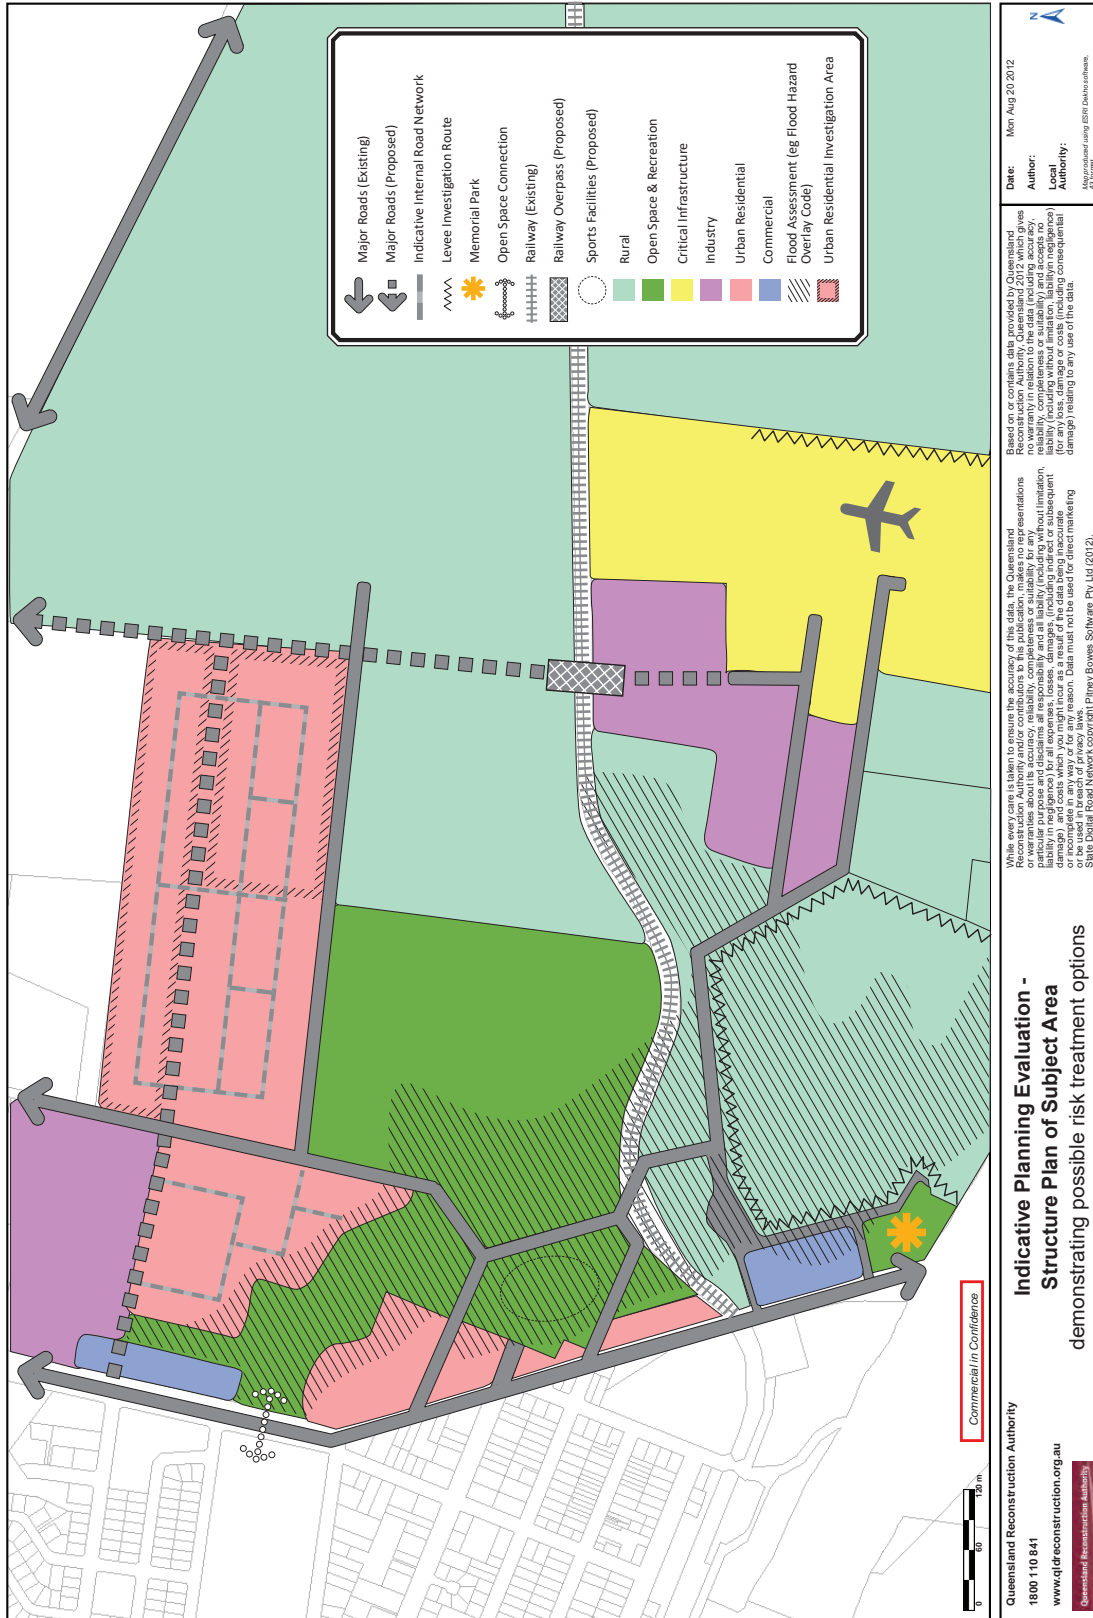 Major Roads (Existing)
Major Roads (Proposed)
Indicative Internal Road Network
Levee Investigation Route
Memorial Park
Open Space Connection
Railway (Existing)
Railway Overpass (Proposed)
Sports Facilities (Proposed)
Rural
Open Space & Recreation
Critical Infrastructure
Industry
Urban Residential
Commercial
Flood Assessment (eg Flood Hazard
Overlay Code)
Urban Residential Investigation Area
Commercial in Confidence
0 60 120 m
Queensland Reconstruction Authority
1800 110 841
www.qldreconstruction.org.au
Queensland Reconstruction Authority
Indicative Planning Evaluation -
Structure Plan of Subject Area
demonstrating possible risk treatment options
While every care is taken to ensure the accuracy of this data, the Queensland
Reconstruction Authority and/or contributors to this publication, makes no representations
or warranties about its accuracy, reliability, completeness or suitability for any
particular purpose and disclaims all responsibility and all liability (including without limitation,
liability in negligence) for all expenses, losses, damages, (including indirect or subsequent
damage) and costs which you might incur as a result of the data being inaccurate
or incomplete in any way or for any reason. Data must not be used for direct marketing
or be used in breach of privacy laws.
State Digital Road Network copyright Pitney Bowes Software Pty Ltd (2012).
Based on or contains data provided by Queensland
Reconstruction Authority, Queensland 2012 which gives
no warranty in relation to the data (including accuracy,
reliability, completeness or suitability) and accepts no
liability (including without limitation, liability in negligence)
(for any loss, damage or costs (including consequential
damage) relating to any use of the data.
Date: Mon Aug 20 2012
Author:
Local
Authority:
Map produced using ESRI Dekho software.
N